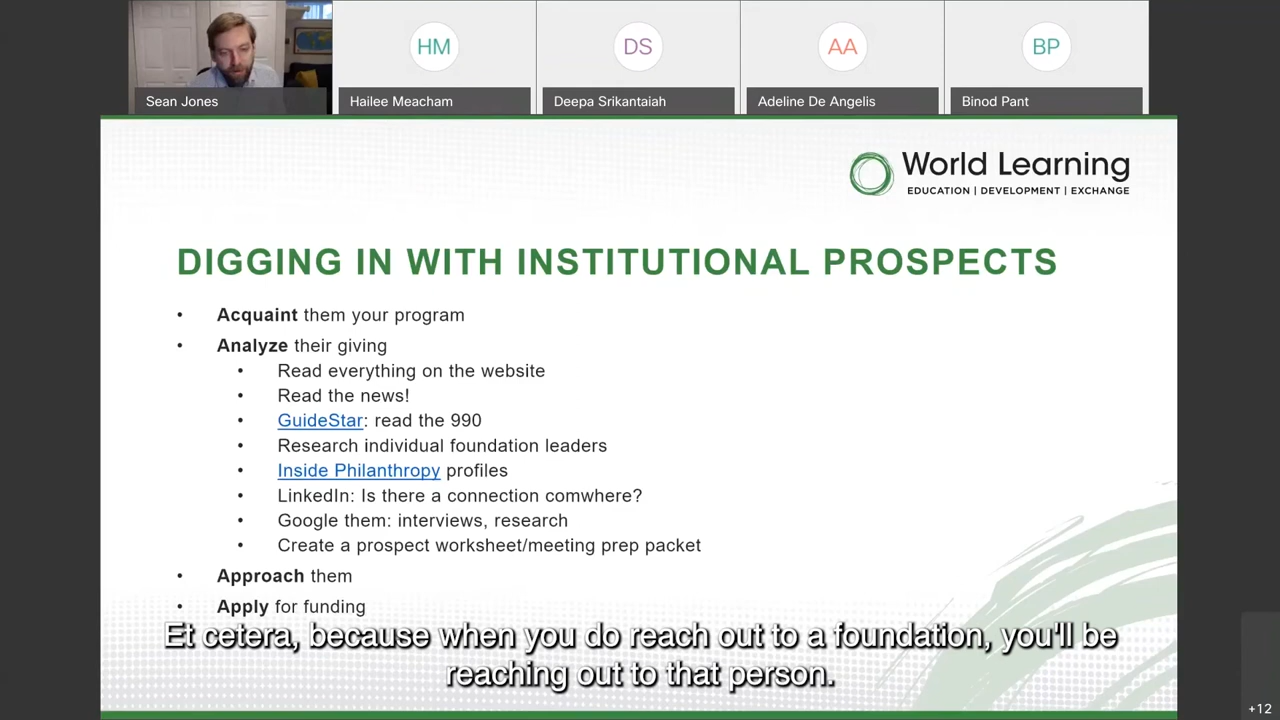 HM
DS
AA
BP
Sean Jones
Hailee Meacham
Deepa Srikantaiah
Adeline De Angelis
Binod Pant
World Learning
EDUCATION | DEVELOPMENT | EXCHANGE
DIGGING IN WITH INSTITUTIONAL PROSPECTS
• Acquaint them your program
• Analyze their giving
• Read everything on the website
• Read the news!
• GuideStar: read the 990
• Research individual foundation leaders
• Inside Philanthropy profiles
• LinkedIn: Is there a connection comwhere?
• Google them: interviews, research
• Create a prospect worksheet/meeting prep packet
• Approach them
• Apply for funding
Et cetera, because when you do reach out to a foundation, you'll be
reaching out to that person.
+12